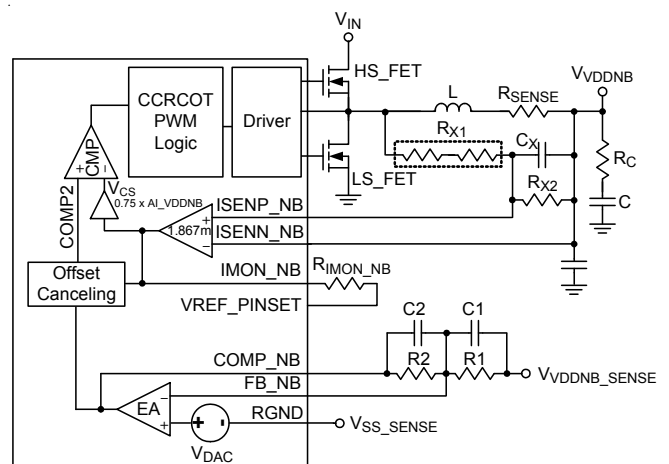 V_IN
HS_FET
CCRCOT
PWM
Logic
Driver
L
R_SENSE
V_VDDNB
R_X1
C_X
R_C
LS_FET
R_X2
C
CMP
+
-
COMP2
V_CS
0.75 x AI_VDDNB
ISENP_NB
+
1.867m
−
ISENN_NB
Offset
Canceling
IMON_NB
R_IMON_NB
VREF_PINSET
C2
C1
COMP_NB
R2
R1
V_VDDNB_SENSE
FB_NB
EA
−
+
+
-
RGND
V_SS_SENSE
V_DAC